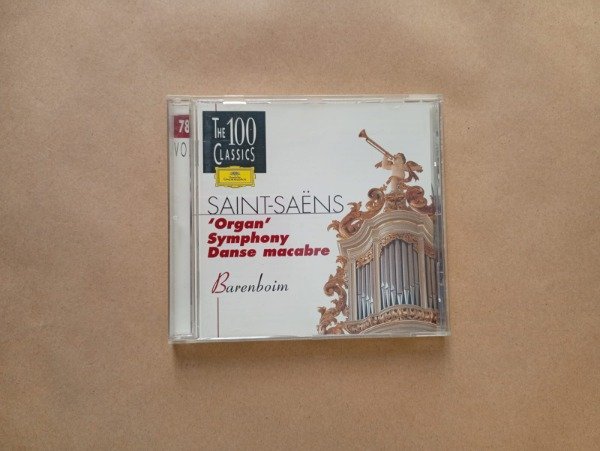 78
VO
THE 100
CLASSICS
SAINT-SAËNS
'Organ'
Symphony
Danse macabre
Barenboim